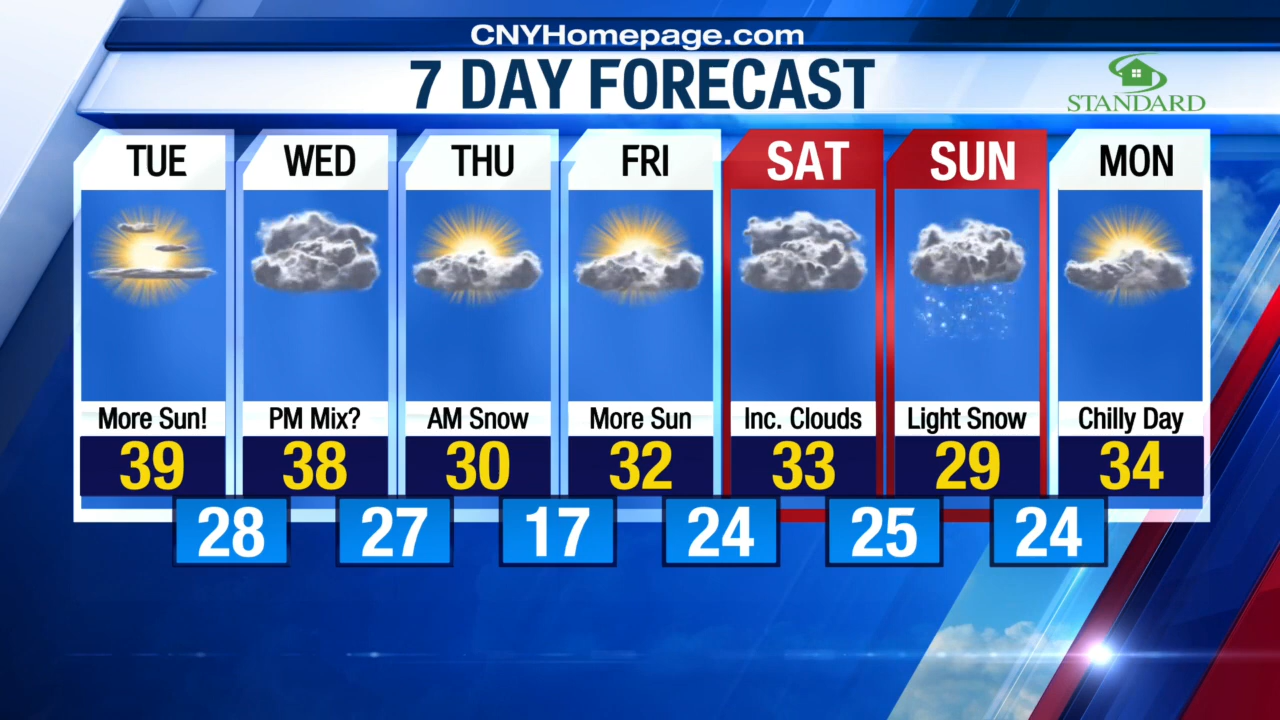 CNYHomepage.com
7 DAY FORECAST
STANDARD
TUE WED THU FRI SAT SUN MON
More Sun! PM Mix? AM Snow More Sun Inc. Clouds Light Snow Chilly Day
39 38 30 32 33 29 34
28 27 17 24 25 24